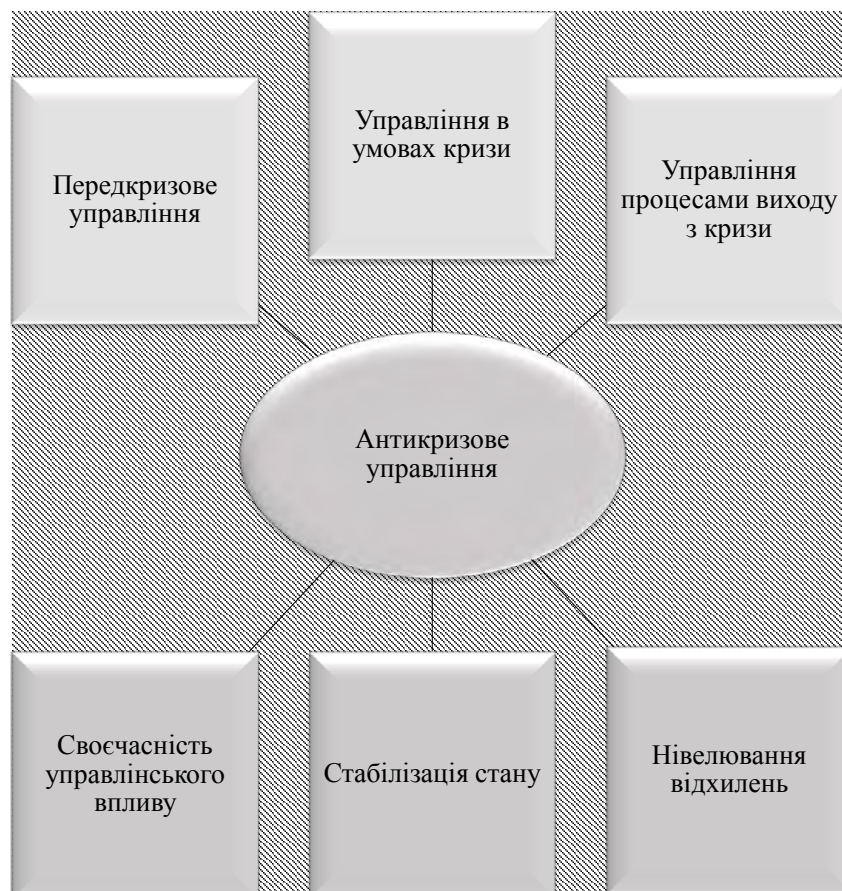 Управління в
умовах кризи
Передкризове
управління
Управління
процесами виходу
з кризи
Антикризове
управління
Своєчасність
управлінського
впливу
Стабілізація стану
Нівелювання
відхилень